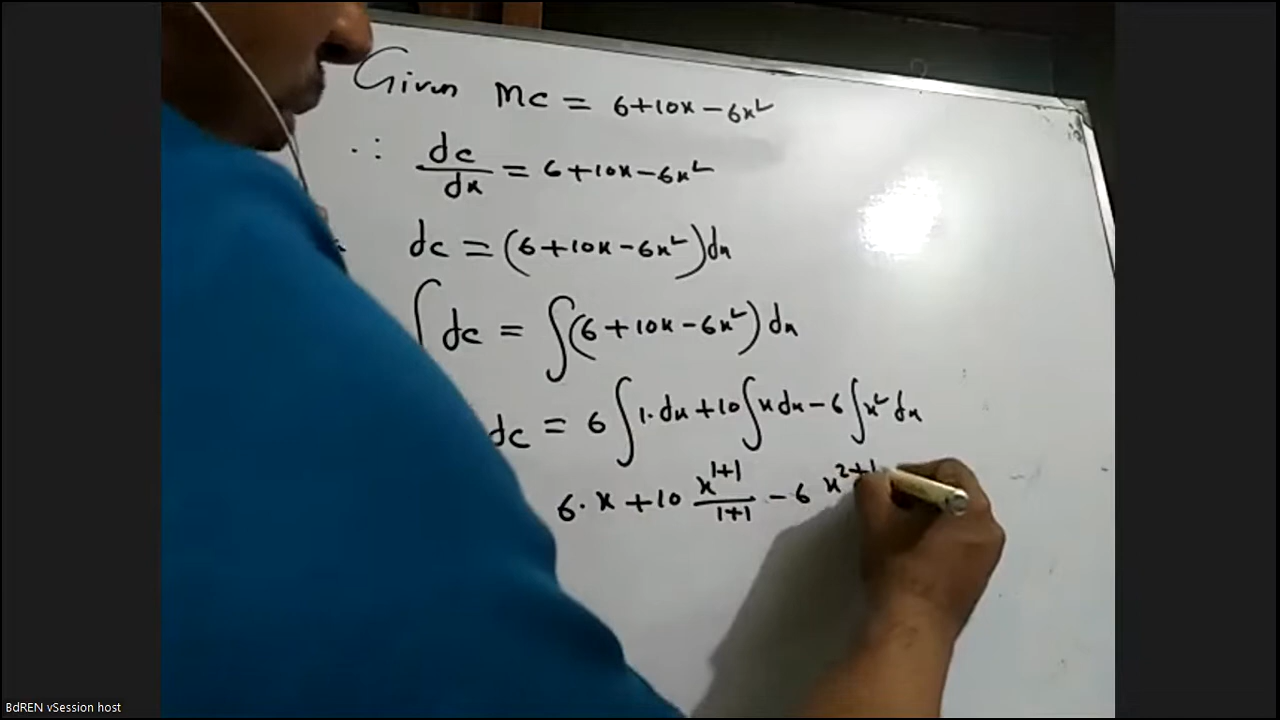 Given MC = 6+10x-6x²
∴ dc/dx = 6+10x-6x²
dc = (6+10x-6x²)dx
∫dc = ∫(6+10x-6x²)dx
dc = 6∫1.dx+10∫xdx-6∫x²dx
6.x+10 x^(1+1)/(1+1) - 6 x^(2+1)
BdREN vSession host